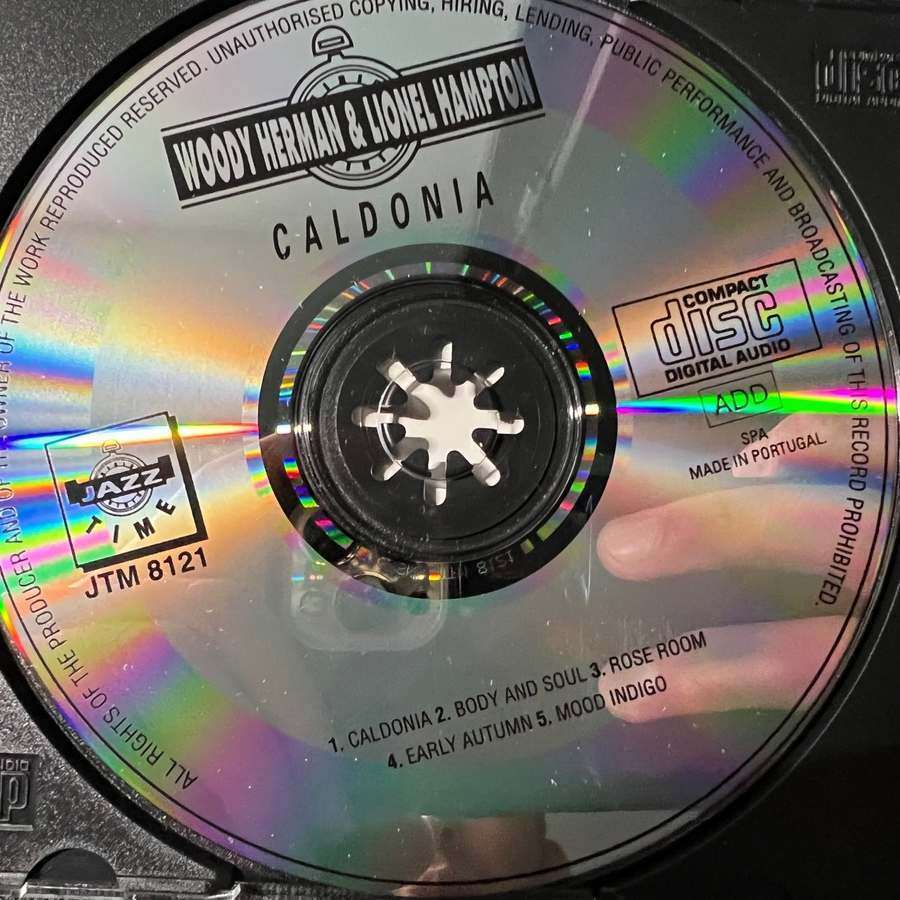 ALL RIGHTS OF THE PRODUCER AND OF THE OWNER OF THE WORK REPRODUCED RESERVED. UNAUTHORISED COPYING, HIRING, LENDING, PUBLIC PERFORMANCE AND BROADCASTING OF THIS RECORD PROHIBITED.
WOODY HERMAN & LIONEL HAMPTON
CALDONIA
COMPACT
disc
DIGITAL AUDIO
ADD
SPA
MADE IN PORTUGAL
JAZZ
TIME
JTM 8121
1. CALDONIA 2. BODY AND SOUL 3. ROSE ROOM
4. EARLY AUTUMN 5. MOOD INDIGO
disc